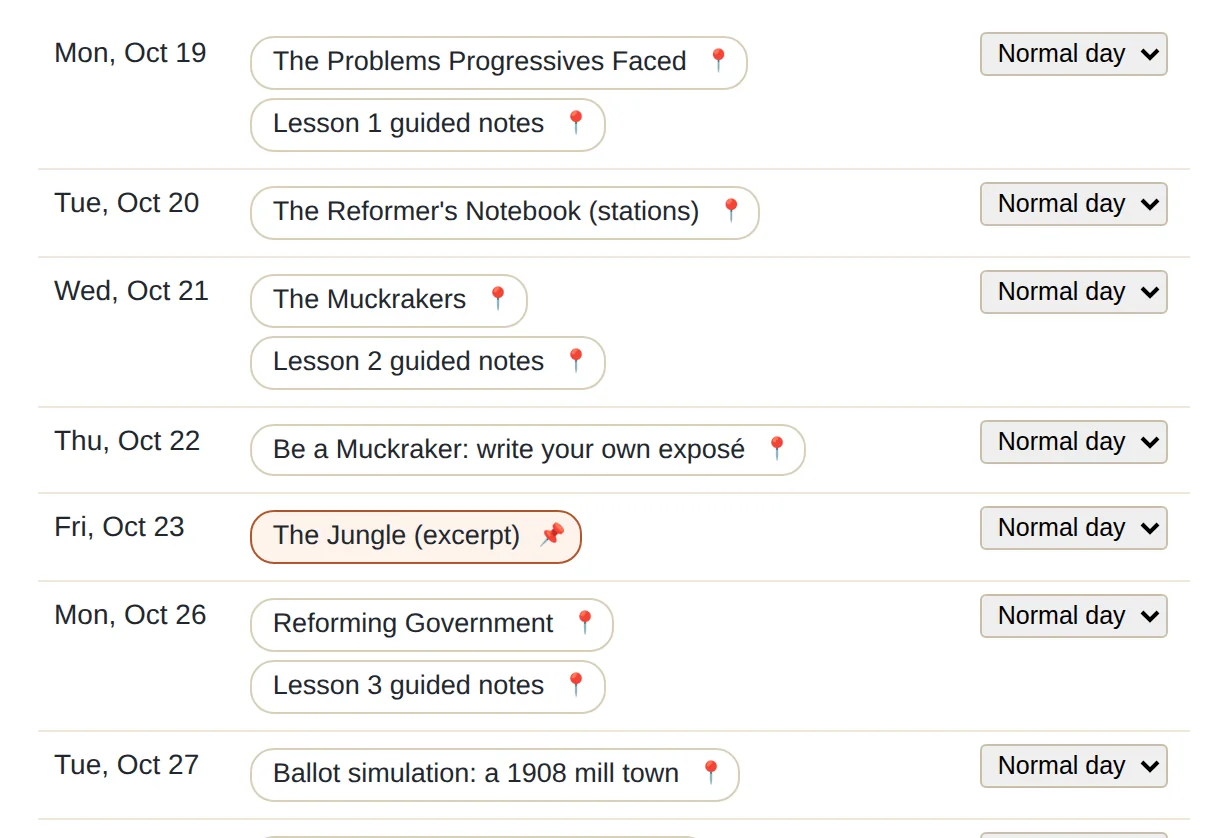 Mon, Oct 19
The Problems Progressives Faced
Normal day
Lesson 1 guided notes
Tue, Oct 20
The Reformer's Notebook (stations)
Normal day
Wed, Oct 21
The Muckrakers
Normal day
Lesson 2 guided notes
Thu, Oct 22
Be a Muckraker: write your own exposé
Normal day
Fri, Oct 23
The Jungle (excerpt)
Normal day
Mon, Oct 26
Reforming Government
Normal day
Lesson 3 guided notes
Tue, Oct 27
Ballot simulation: a 1908 mill town
Normal day